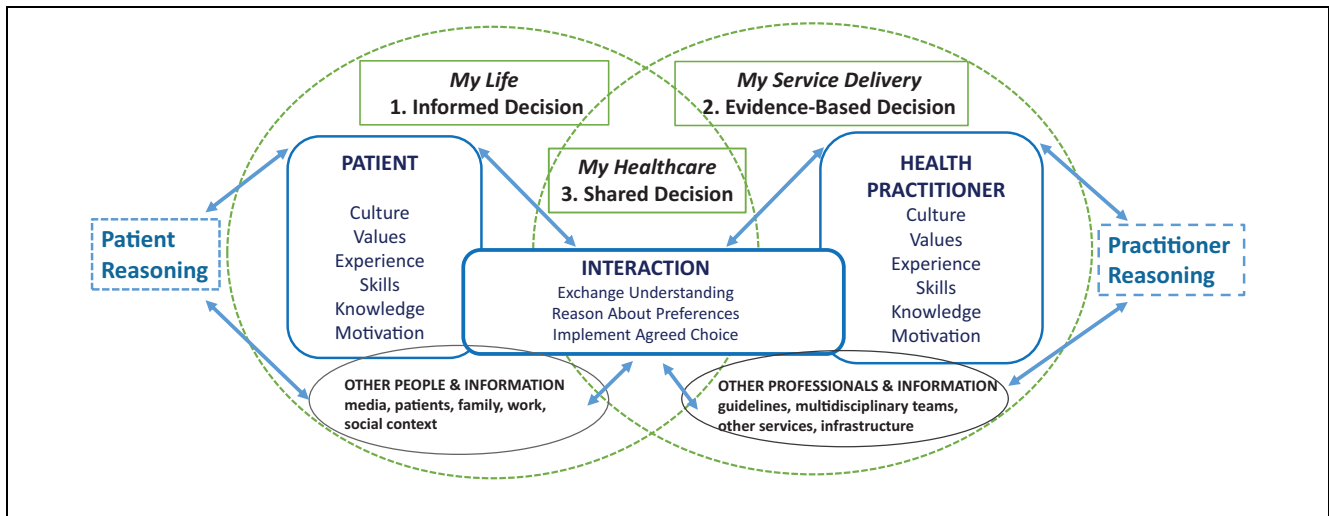 My Life
1. Informed Decision
My Service Delivery
2. Evidence-Based Decision
My Healthcare
3. Shared Decision
PATIENT
Culture
Values
Experience
Skills
Knowledge
Motivation
HEALTH
PRACTITIONER
Culture
Values
Experience
Skills
Knowledge
Motivation
Patient
Reasoning
Practitioner
Reasoning
INTERACTION
Exchange Understanding
Reason About Preferences
Implement Agreed Choice
OTHER PEOPLE & INFORMATION
media, patients, family, work,
social context
OTHER PROFESSIONALS & INFORMATION
guidelines, multidisciplinary teams,
other services, infrastructure